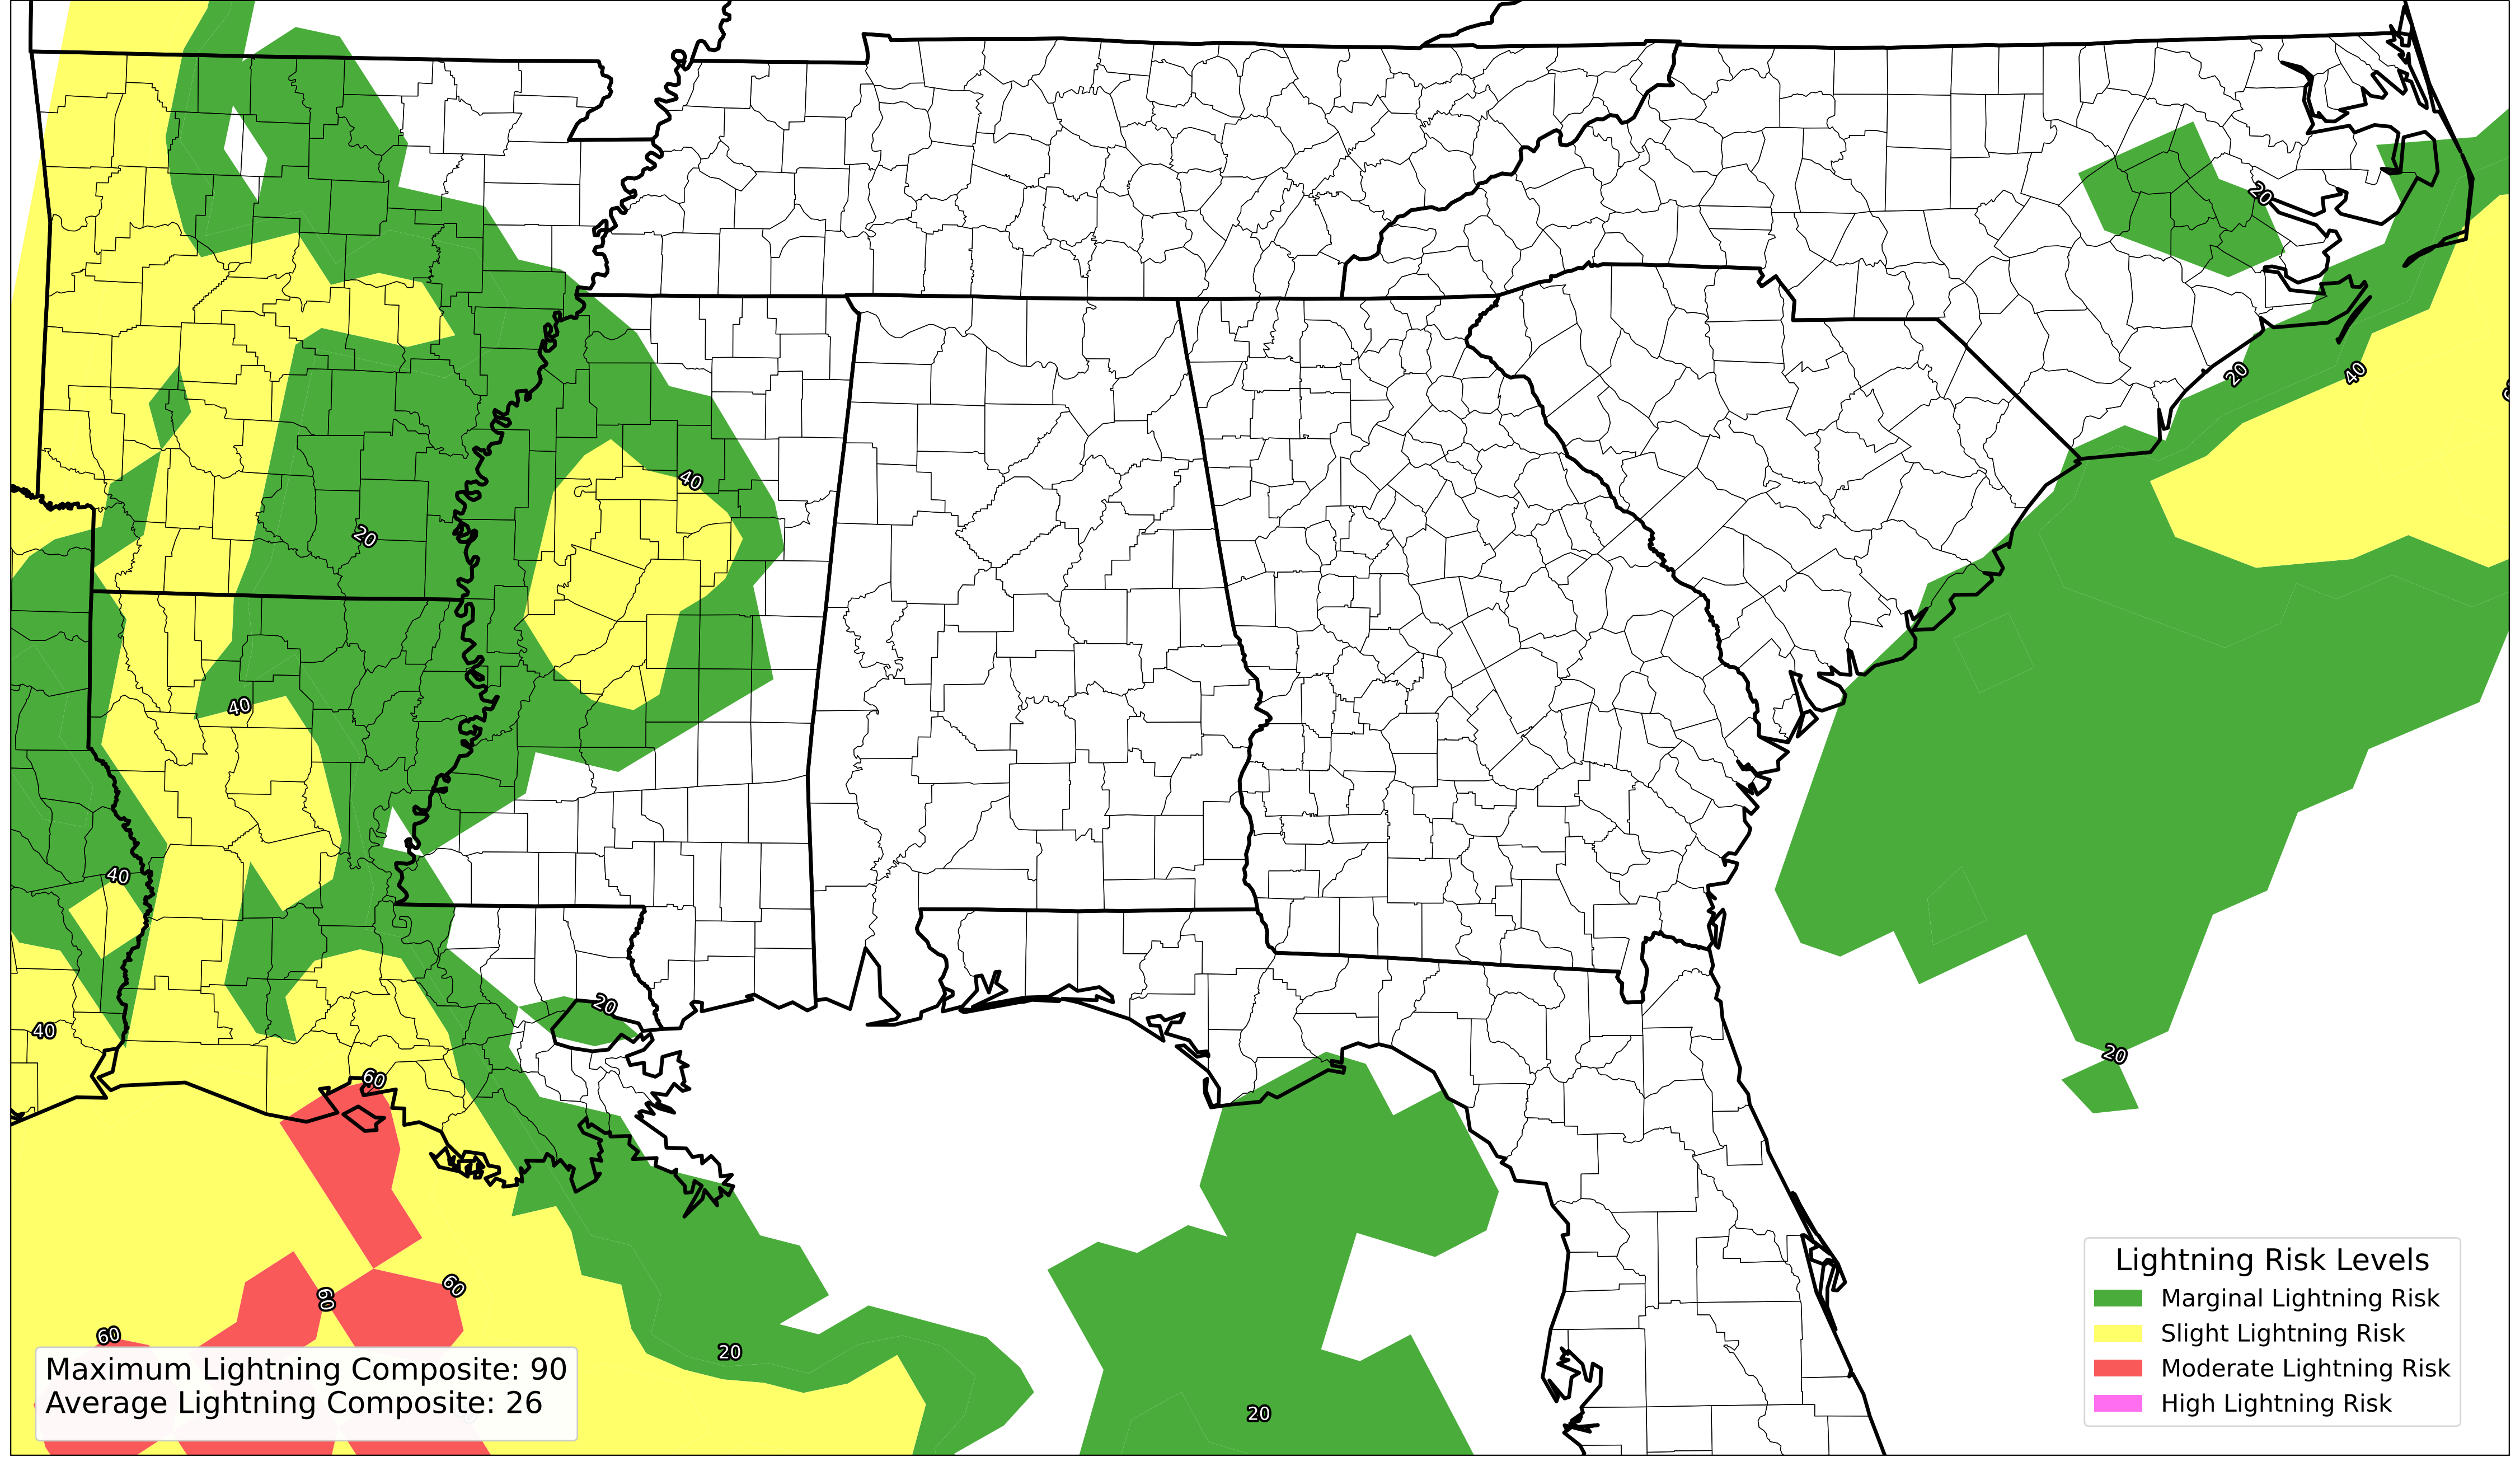 20
20
40
40
20
40
40
20
40
20
60
60
60
60
20
20
Maximum Lightning Composite: 90
Average Lightning Composite: 26
Lightning Risk Levels
Marginal Lightning Risk
Slight Lightning Risk
Moderate Lightning Risk
High Lightning Risk